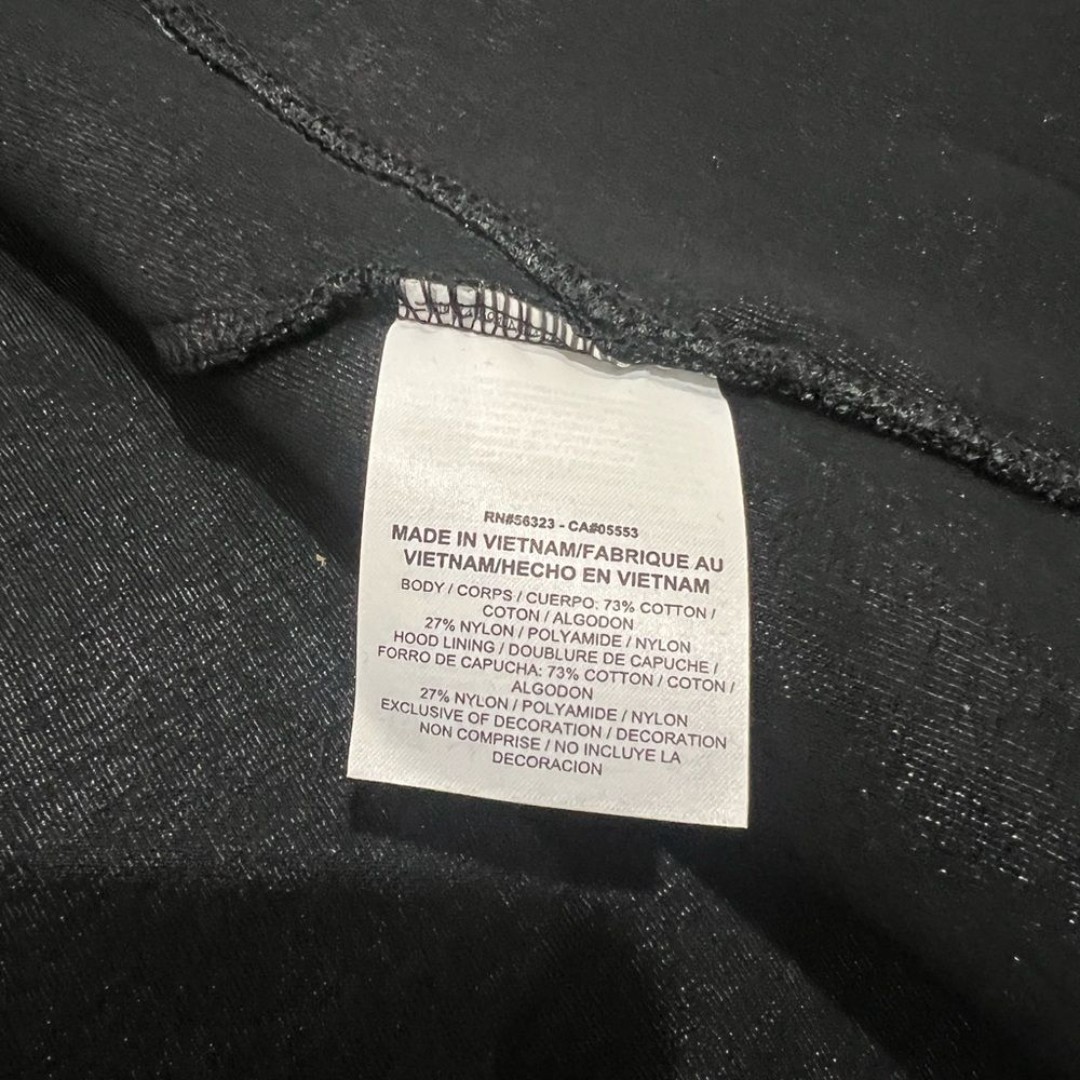 RN#56323 - CA#05553
MADE IN VIETNAM/FABRIQUE AU
VIETNAM/HECHO EN VIETNAM
BODY / CORPS / CUERPO: 73% COTTON /
COTON / ALGODON
27% NYLON / POLYAMIDE / NYLON
HOOD LINING / DOUBLURE DE CAPUCHE /
FORRO DE CAPUCHA: 73% COTTON / COTON /
ALGODON
27% NYLON / POLYAMIDE / NYLON
EXCLUSIVE OF DECORATION / DECORATION
NON COMPRISE / NO INCLUYE LA
DECORACION